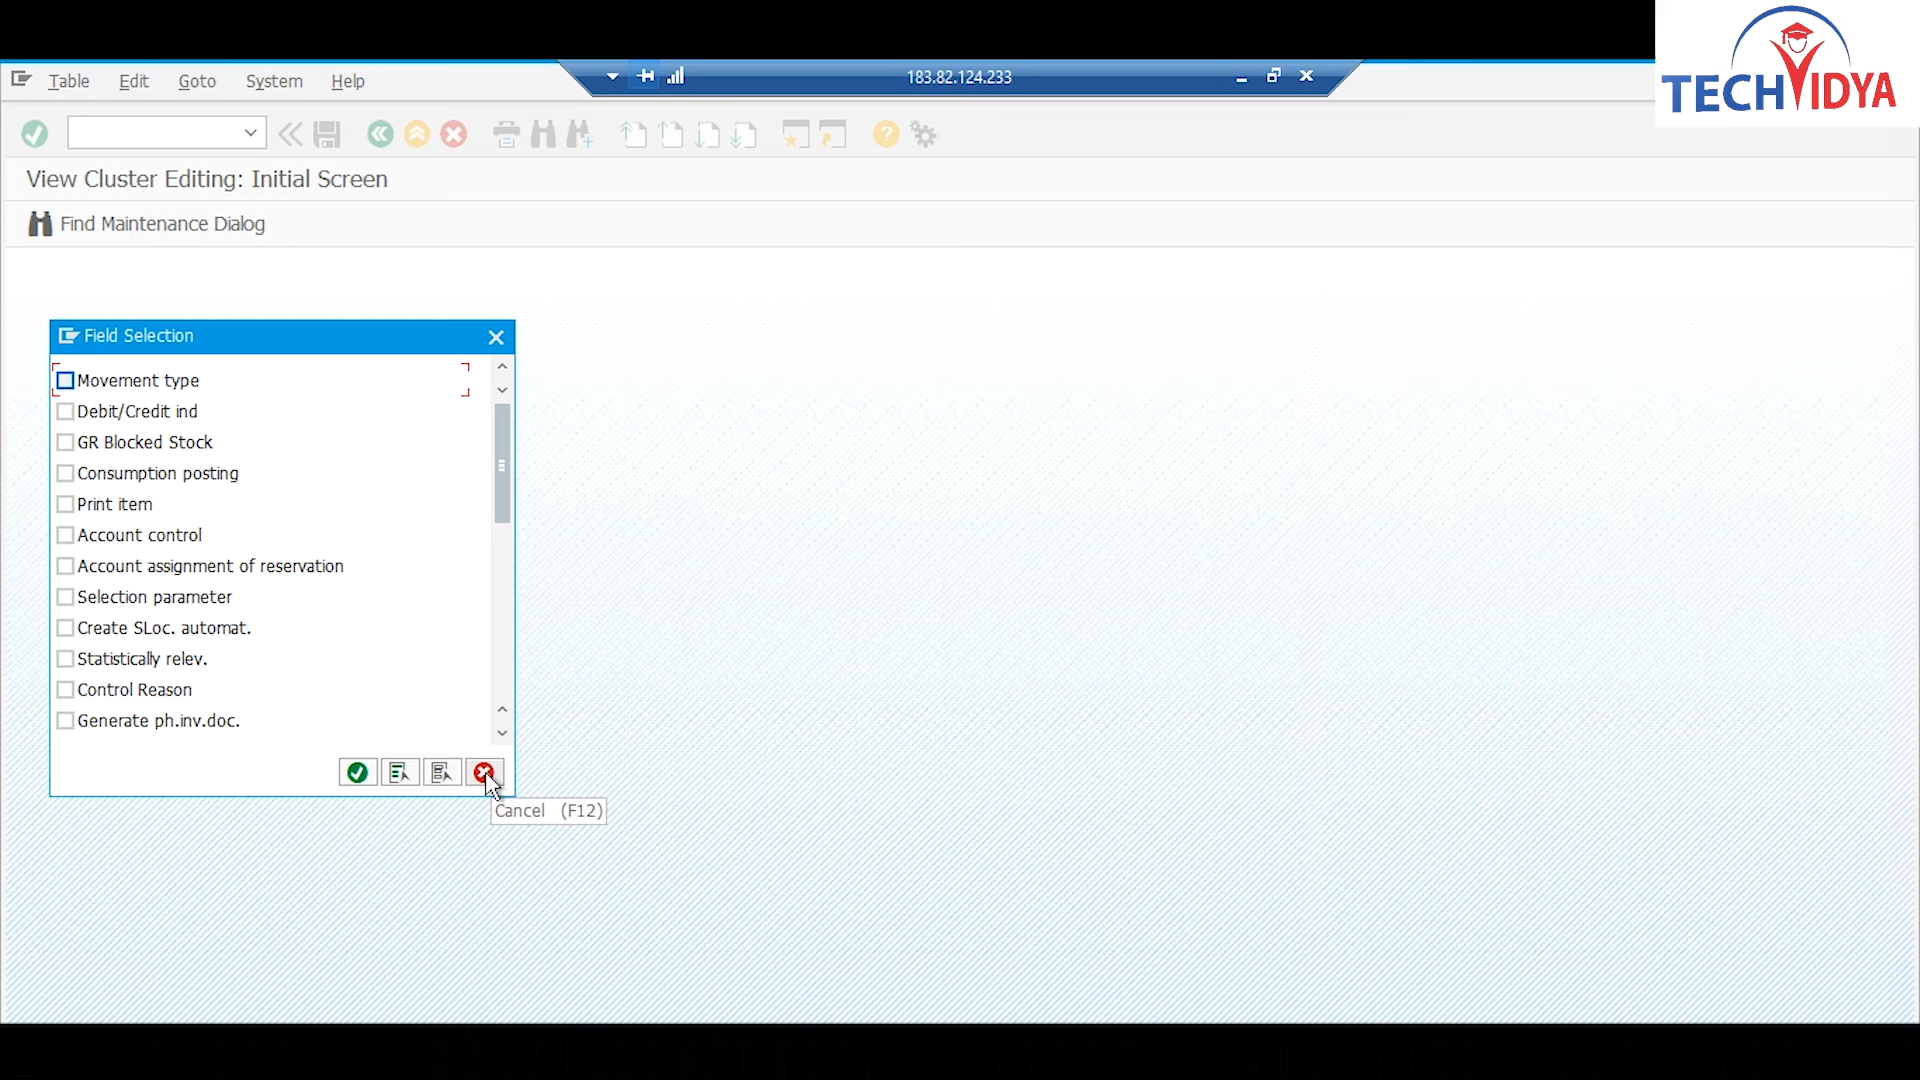 TECHVIDYA
Table Edit Goto System Help
183.82.124.233
View Cluster Editing: Initial Screen
Find Maintenance Dialog
Field Selection
Movement type
Debit/Credit ind
GR Blocked Stock
Consumption posting
Print item
Account control
Account assignment of reservation
Selection parameter
Create SLoc. automat.
Statistically relev.
Control Reason
Generate ph.inv.doc.
Cancel (F12)